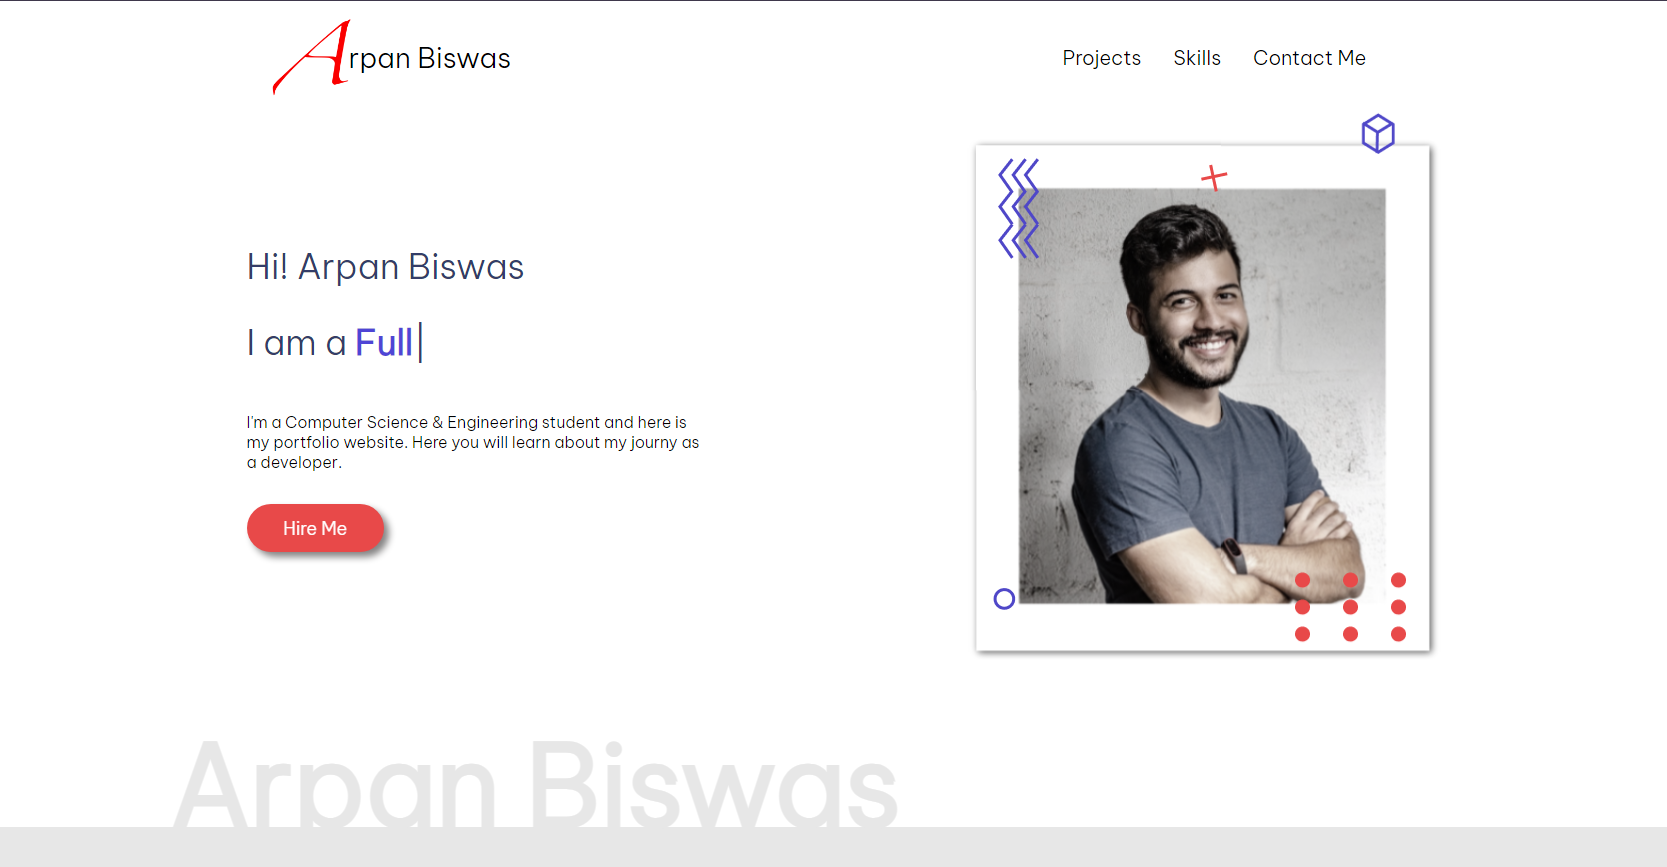 Arpan Biswas
Projects Skills Contact Me
Hi! Arpan Biswas
I am a Full
I'm a Computer Science & Engineering student and here is
my portfolio website. Here you will learn about my journy as
a developer.
Hire Me
Arpan Biswas